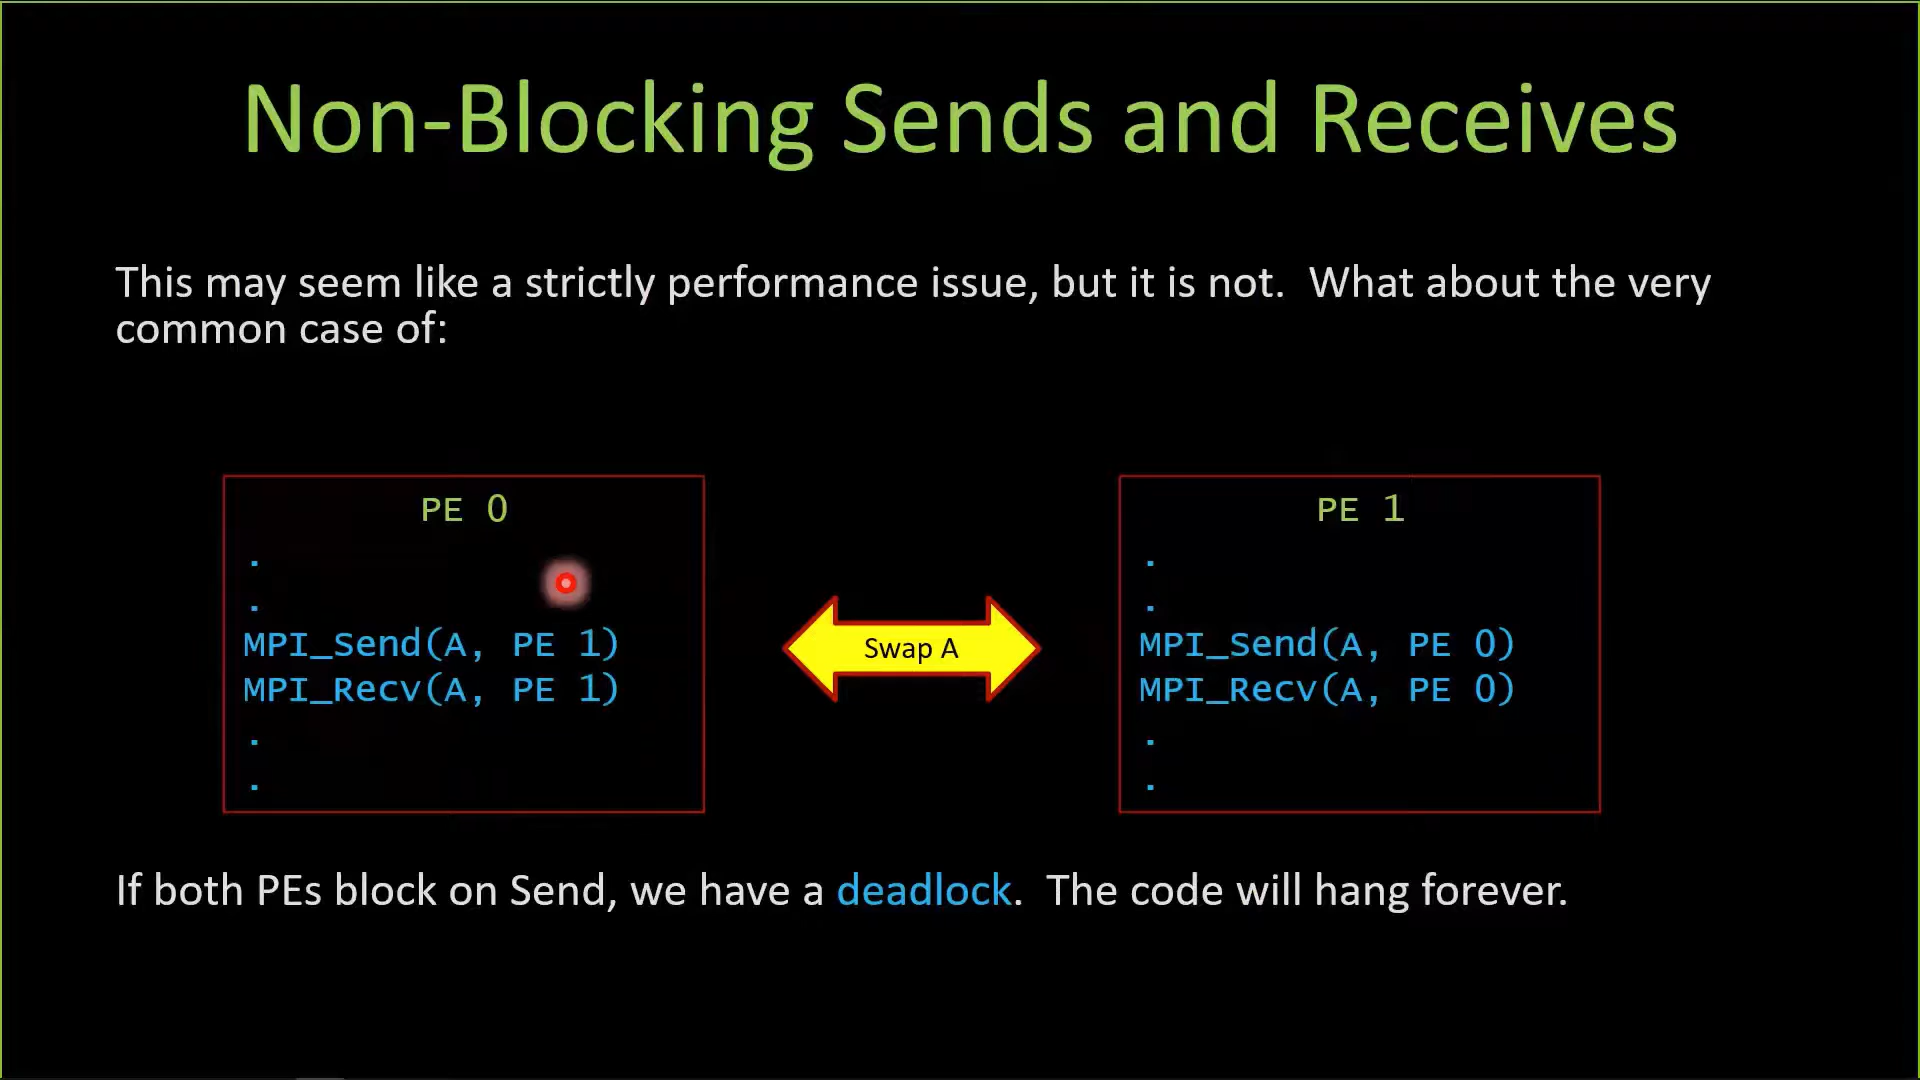 Non-Blocking Sends and Receives
This may seem like a strictly performance issue, but it is not.  What about the very
common case of:
PE 0
.
.
MPI_Send(A, PE 1)
MPI_Recv(A, PE 1)
.
.
Swap A
PE 1
.
.
MPI_Send(A, PE 0)
MPI_Recv(A, PE 0)
.
.
If both PEs block on Send, we have a deadlock.  The code will hang forever.